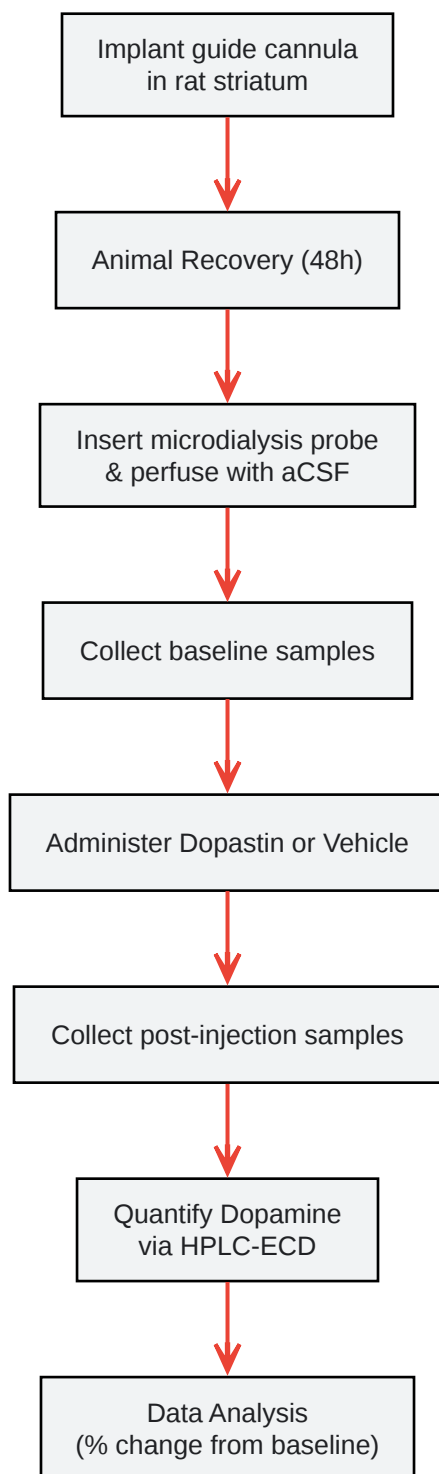 Implant guide cannula
in rat striatum
Animal Recovery (48h)
Insert microdialysis probe
& perfuse with aCSF
Collect baseline samples
Administer Dopastin or Vehicle
Collect post-injection samples
Quantify Dopamine
via HPLC-ECD
Data Analysis
(% change from baseline)